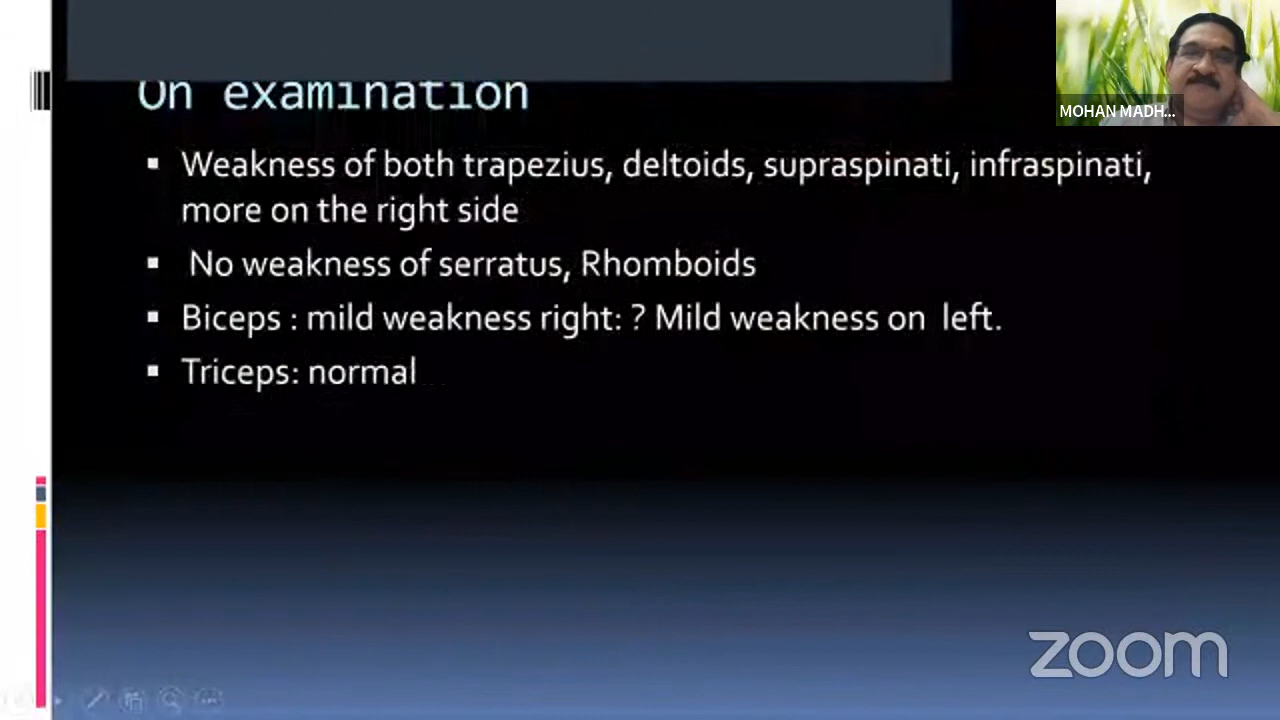 MOHAN MADH...
On examination
Weakness of both trapezius, deltoids, supraspinati, infraspinati,
more on the right side
No weakness of serratus, Rhomboids
Biceps : mild weakness right: ? Mild weakness on left.
Triceps: normal
zoom